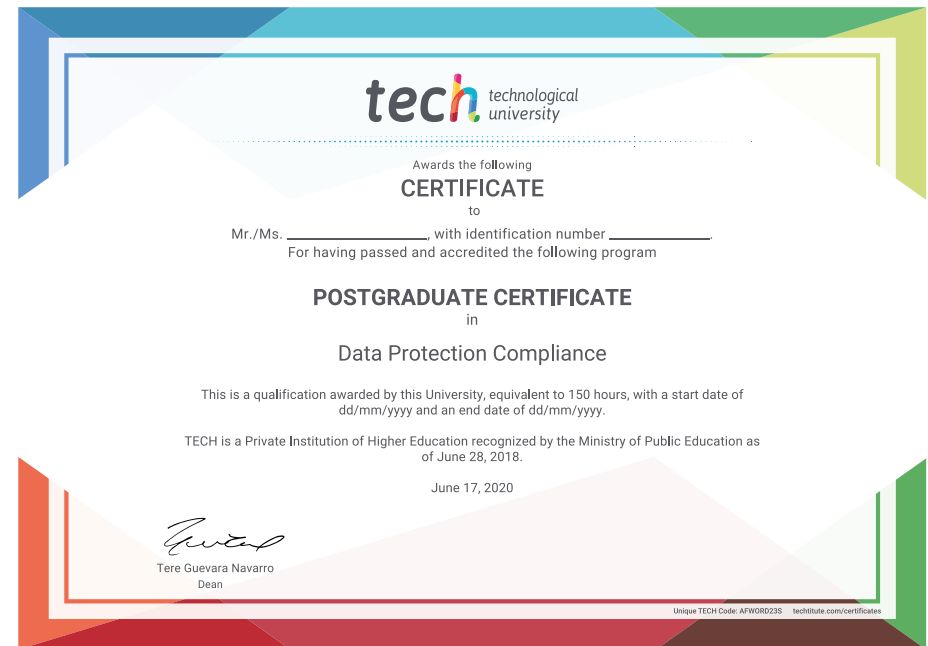 tech technological
university
Awards the following
CERTIFICATE
to
Mr./Ms. ____________________, with identification number ______________.
For having passed and accredited the following program
POSTGRADUATE CERTIFICATE
in
Data Protection Compliance
This is a qualification awarded by this University, equivalent to 150 hours, with a start date of
dd/mm/yyyy and an end date of dd/mm/yyyy.
TECH is a Private Institution of Higher Education recognized by the Ministry of Public Education as
of June 28, 2018.
June 17, 2020
Tere Guevara Navarro
Dean
Unique TECH Code: AFWORD23S techtitute.com/certificates